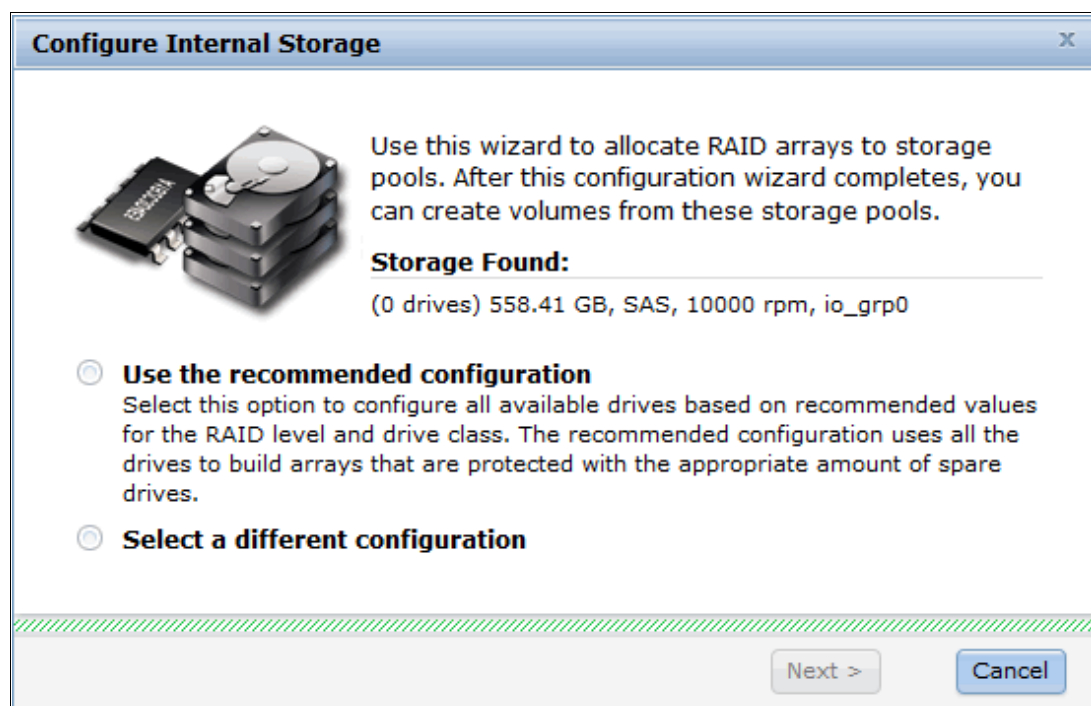 Configure Internal Storage
x
Use this wizard to allocate RAID arrays to storage
pools. After this configuration wizard completes, you
can create volumes from these storage pools.
Storage Found:
(0 drives) 558.41 GB, SAS, 10000 rpm, io_grp0
Use the recommended configuration
Select this option to configure all available drives based on recommended values
for the RAID level and drive class. The recommended configuration uses all the
drives to build arrays that are protected with the appropriate amount of spare
drives.
Select a different configuration
Next >
Cancel